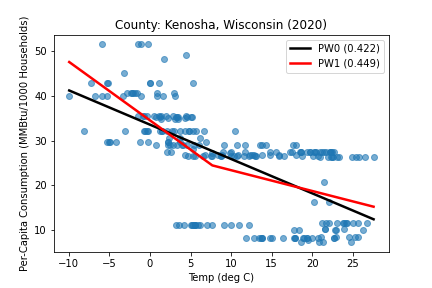 County: Kenosha, Wisconsin (2020)
PW0 (0.422)
PW1 (0.449)
Per-Capita Consumption (MMBtu/1000 Households)
50
40
30
20
10
−10
−5
0
5
10
15
20
25
Temp (deg C)